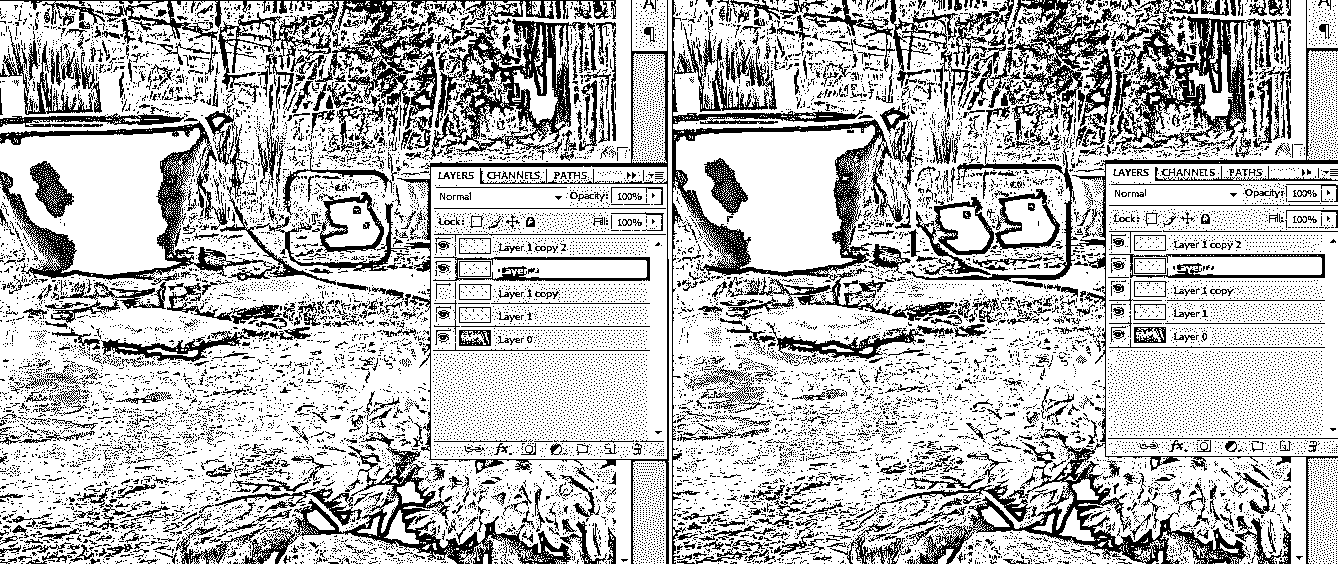 A
¶
LAYERS CHANNELS PATHS
Normal Opacity: 100%
Lock: Fill: 100%
Layer 1 copy 2
Layer 1 copy
Layer 1
Layer 0
fx
A
¶
LAYERS CHANNELS PATHS
Normal Opacity: 100%
Lock: Fill: 100%
Layer 1 copy 2
Layer 1 copy
Layer 1
Layer 0
fx